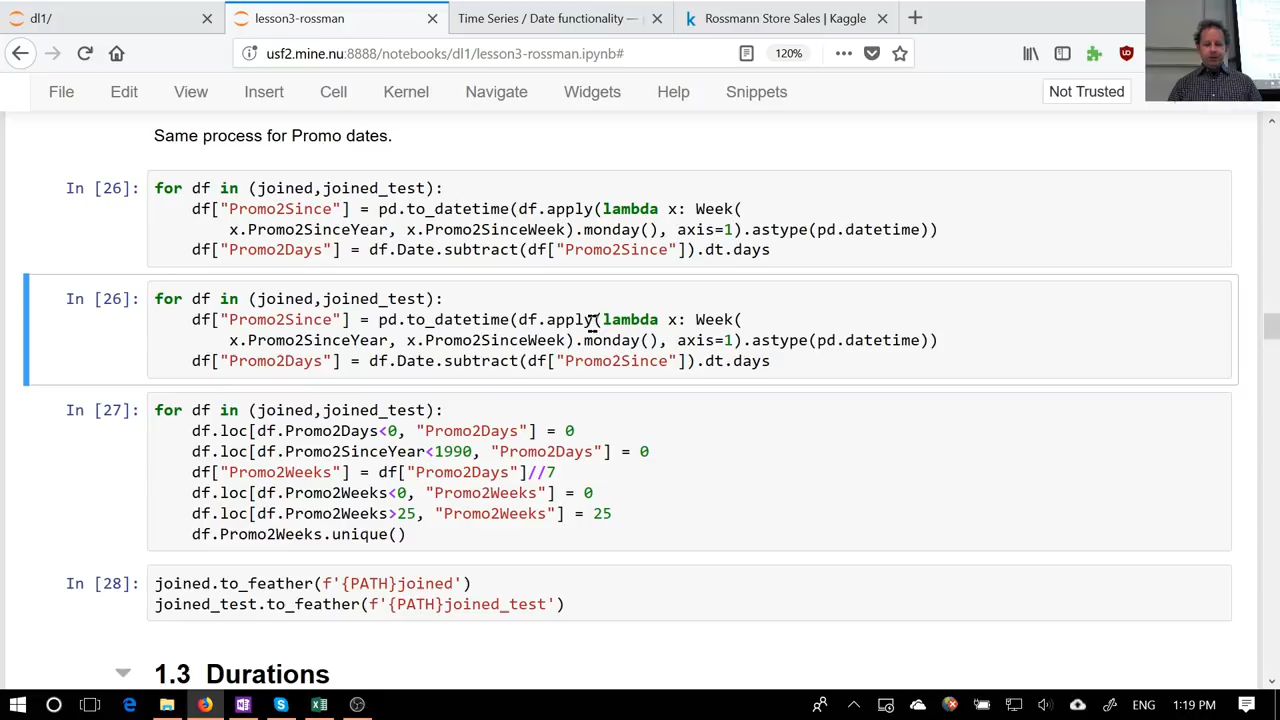 dl1/
lesson3-rossman
Time Series / Date functionality —
Rossmann Store Sales | Kaggle
usf2.mine.nu:8888/notebooks/dl1/lesson3-rossman.ipynb#
120%
File Edit View Insert Cell Kernel Navigate Widgets Help Snippets
Not Trusted
Same process for Promo dates.
In [26]:
for df in (joined,joined_test):
df["Promo2Since"] = pd.to_datetime(df.apply(lambda x: Week(
x.Promo2SinceYear, x.Promo2SinceWeek).monday(), axis=1).astype(pd.datetime))
df["Promo2Days"] = df.Date.subtract(df["Promo2Since"]).dt.days
In [26]:
for df in (joined,joined_test):
df["Promo2Since"] = pd.to_datetime(df.apply(lambda x: Week(
x.Promo2SinceYear, x.Promo2SinceWeek).monday(), axis=1).astype(pd.datetime))
df["Promo2Days"] = df.Date.subtract(df["Promo2Since"]).dt.days
In [27]:
for df in (joined,joined_test):
df.loc[df.Promo2Days<0, "Promo2Days"] = 0
df.loc[df.Promo2SinceYear<1990, "Promo2Days"] = 0
df["Promo2Weeks"] = df["Promo2Days"]//7
df.loc[df.Promo2Weeks<0, "Promo2Weeks"] = 0
df.loc[df.Promo2Weeks>25, "Promo2Weeks"] = 25
df.Promo2Weeks.unique()
In [28]:
joined.to_feather(f'{PATH}joined')
joined_test.to_feather(f'{PATH}joined_test')
1.3 Durations
ENG
1:19 PM